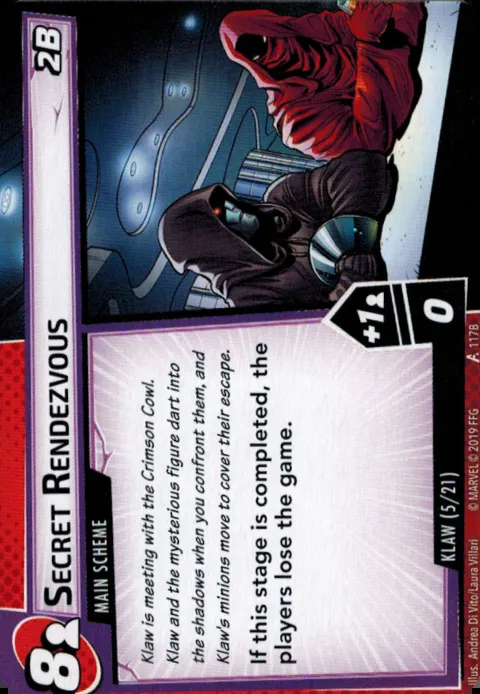 8
SECRET RENDEZVOUS
2B
MAIN SCHEME
Klaw is meeting with the Crimson Cowl.
Klaw and the mysterious figure dart into
the shadows when you confront them, and
Klaw's minions move to cover their escape.
If this stage is completed, the
players lose the game.
+1
0
KLAW (5/21)
Illus. Andrea Di Vito/Laura Villari
© MARVEL © 2019 FFG
A 117B